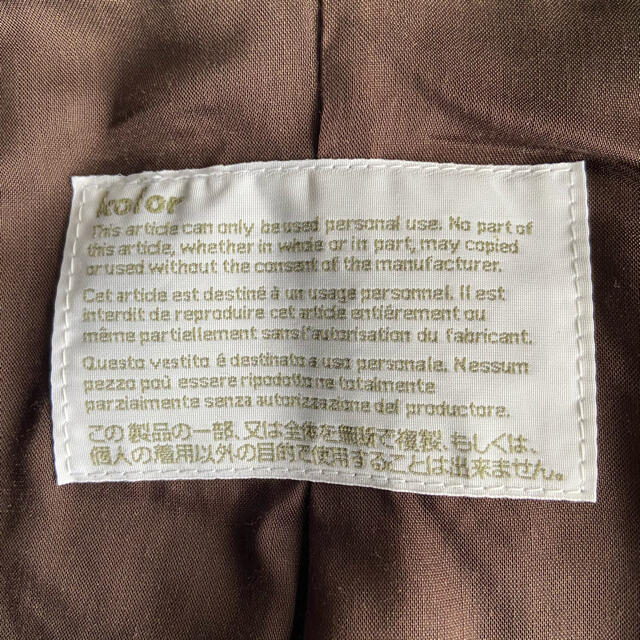 kolor
This article can only be used personal use. No part of
this article, whether in whole or in part, may copied
or used without the consent of the manufacturer.
Cet article est destiné à un usage personnel. Il est
interdit de reproduire cet article entiérement ou
même partiellement sans l'autorisation du fabricant.
Questo vestito é destinato a uso personale. Nessum
pezzo poù essere ripodotto ne totalmente
parzialmente senza autorizzazione del productore.
この製品の一部、又は全体を無断で複製、もしくは、
個人の着用以外の目的で使用することは出来ません。